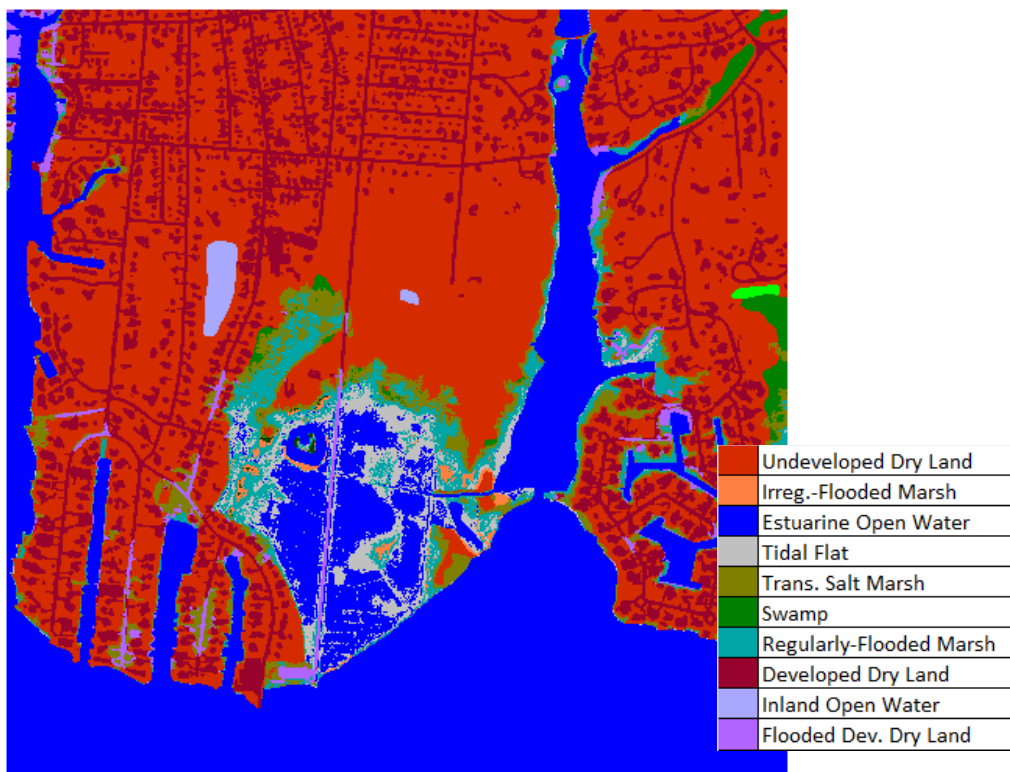 Undeveloped Dry Land
Irreg.-Flooded Marsh
Estuarine Open Water
Tidal Flat
Trans. Salt Marsh
Swamp
Regularly-Flooded Marsh
Developed Dry Land
Inland Open Water
Flooded Dev. Dry Land